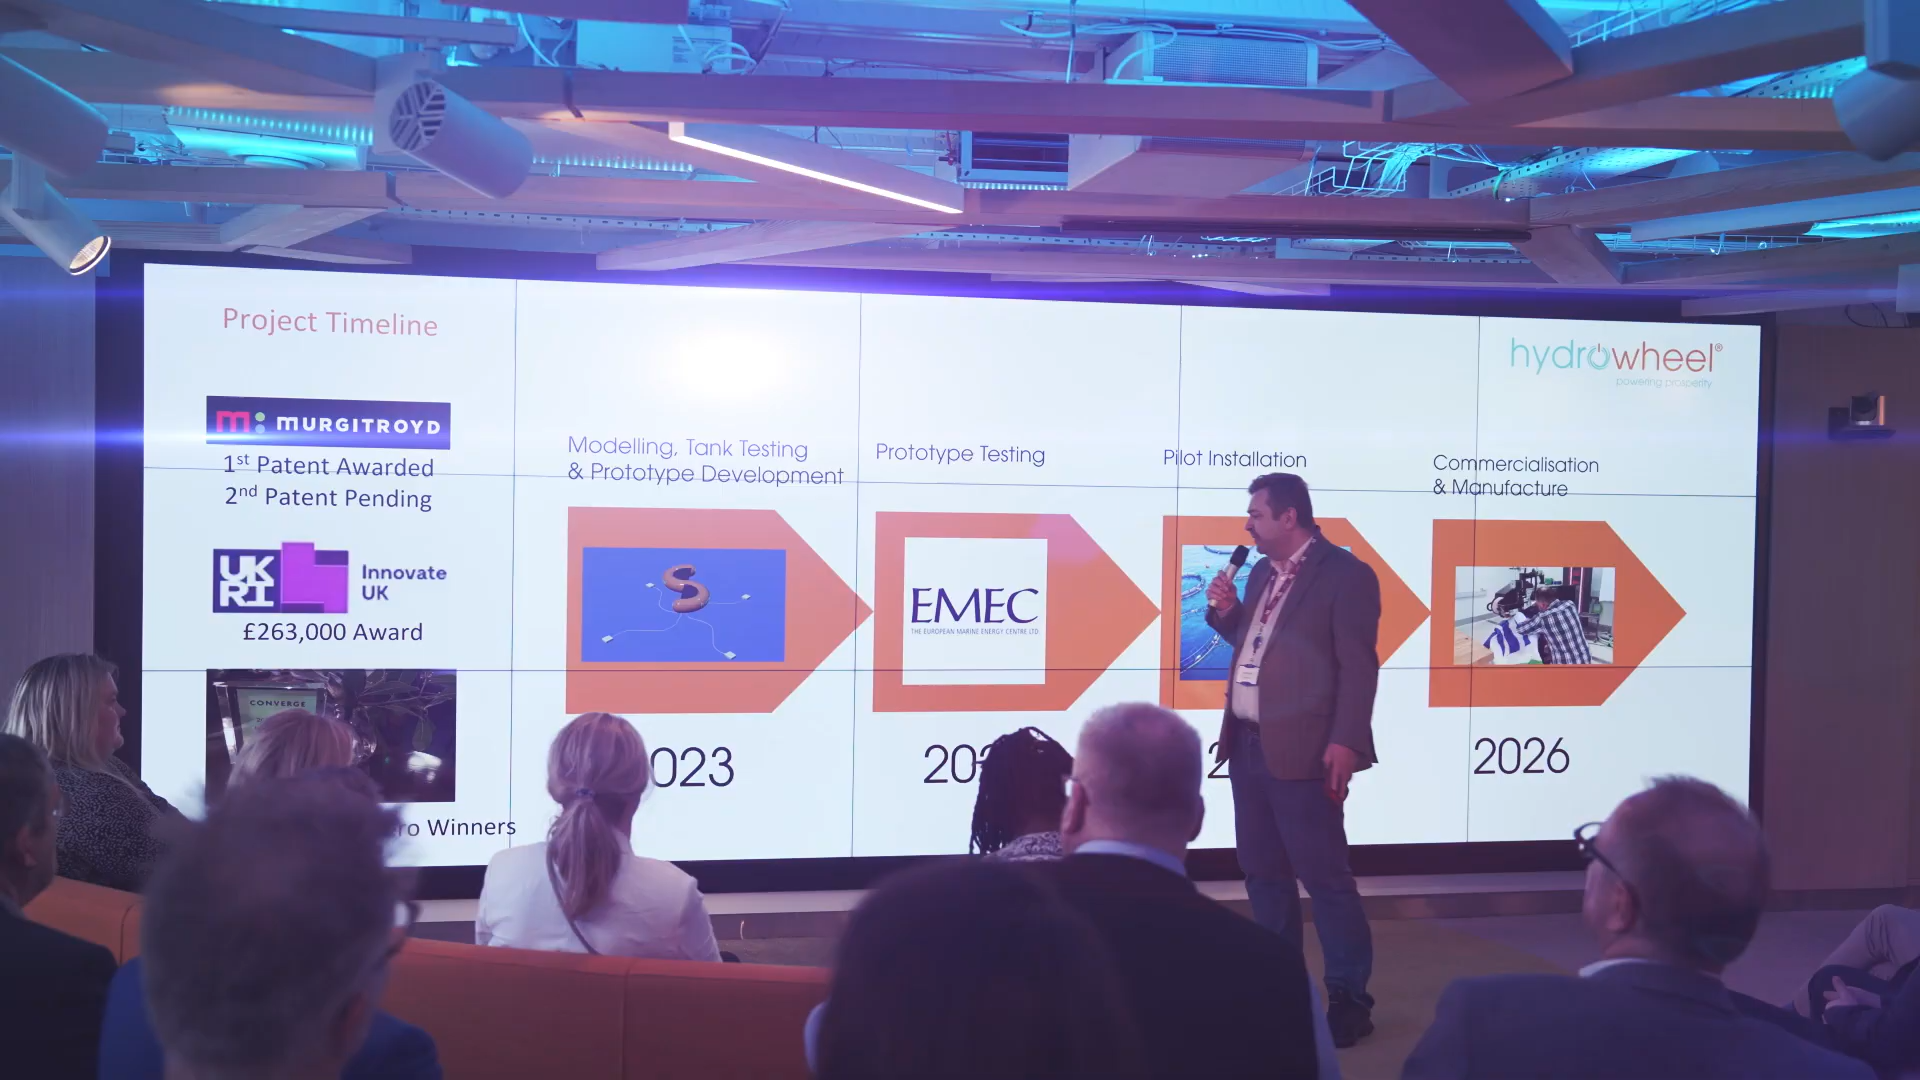 Project Timeline
hydrowheel®
powering prosperity
m: MURGITROYD
1st Patent Awarded
2nd Patent Pending
Modelling, Tank Testing
& Prototype Development
Prototype Testing
Pilot Installation
Commercialisation
& Manufacture
UK
RI
Innovate
UK
£263,000 Award
EMEC
THE EUROPEAN MARINE ENERGY CENTRE LTD
CONVERGE
2026
Winners